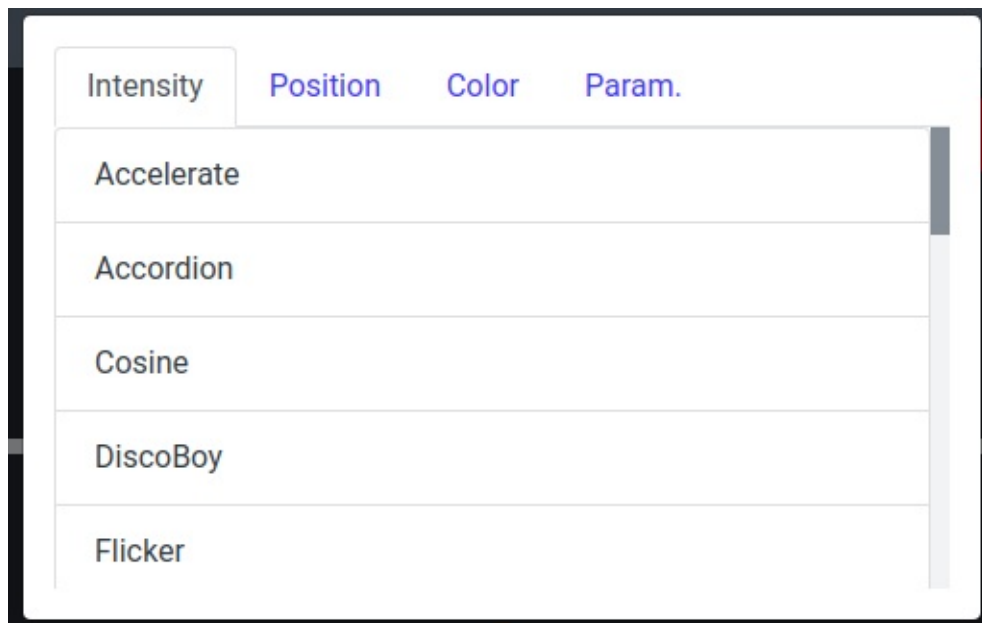 Intensity Position Color Param.
Accelerate
Accordion
Cosine
DiscoBoy
Flicker